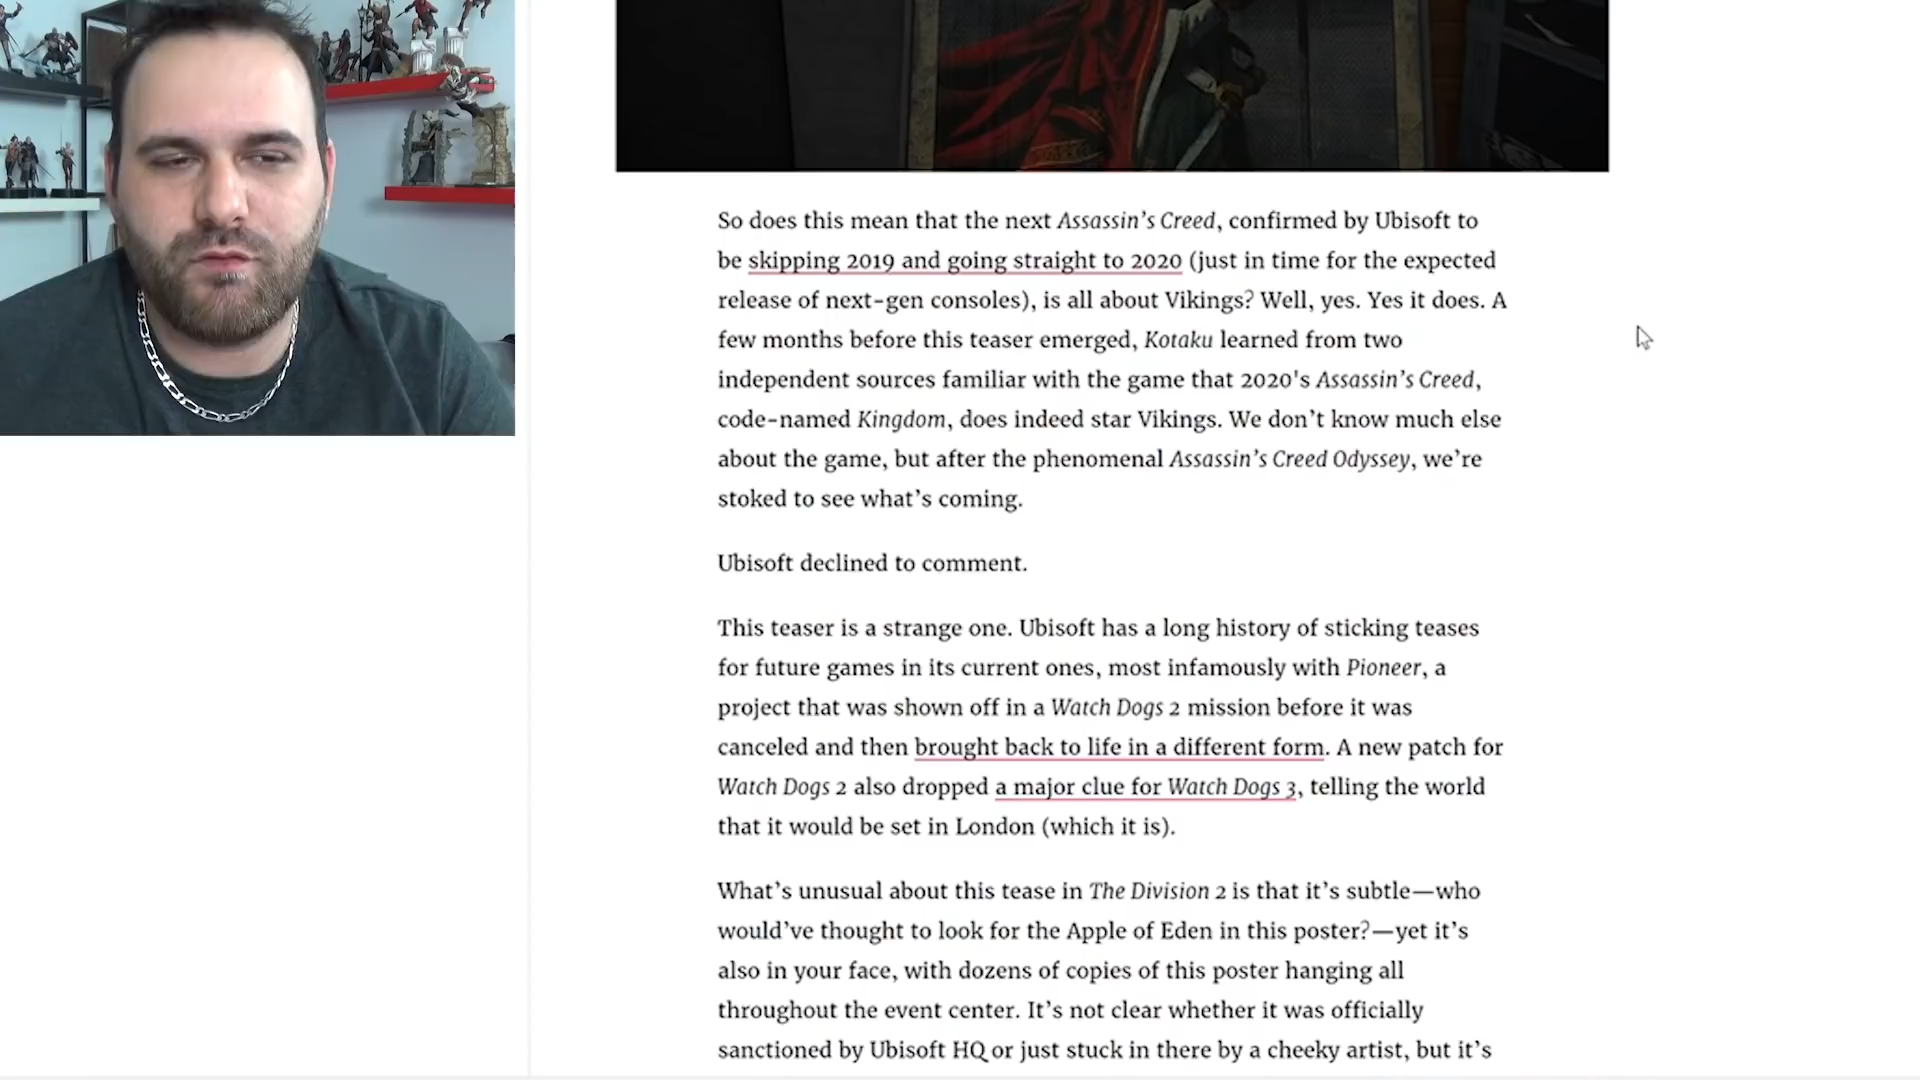 So does this mean that the next Assassin’s Creed, confirmed by Ubisoft to
be skipping 2019 and going straight to 2020 (just in time for the expected
release of next-gen consoles), is all about Vikings? Well, yes. Yes it does. A
few months before this teaser emerged, Kotaku learned from two
independent sources familiar with the game that 2020's Assassin’s Creed,
code-named Kingdom, does indeed star Vikings. We don’t know much else
about the game, but after the phenomenal Assassin’s Creed Odyssey, we’re
stoked to see what’s coming.
Ubisoft declined to comment.
This teaser is a strange one. Ubisoft has a long history of sticking teases
for future games in its current ones, most infamously with Pioneer, a
project that was shown off in a Watch Dogs 2 mission before it was
canceled and then brought back to life in a different form. A new patch for
Watch Dogs 2 also dropped a major clue for Watch Dogs 3, telling the world
that it would be set in London (which it is).
What’s unusual about this tease in The Division 2 is that it’s subtle—who
would’ve thought to look for the Apple of Eden in this poster?—yet it’s
also in your face, with dozens of copies of this poster hanging all
throughout the event center. It’s not clear whether it was officially
sanctioned by Ubisoft HQ or just stuck in there by a cheeky artist, but it’s